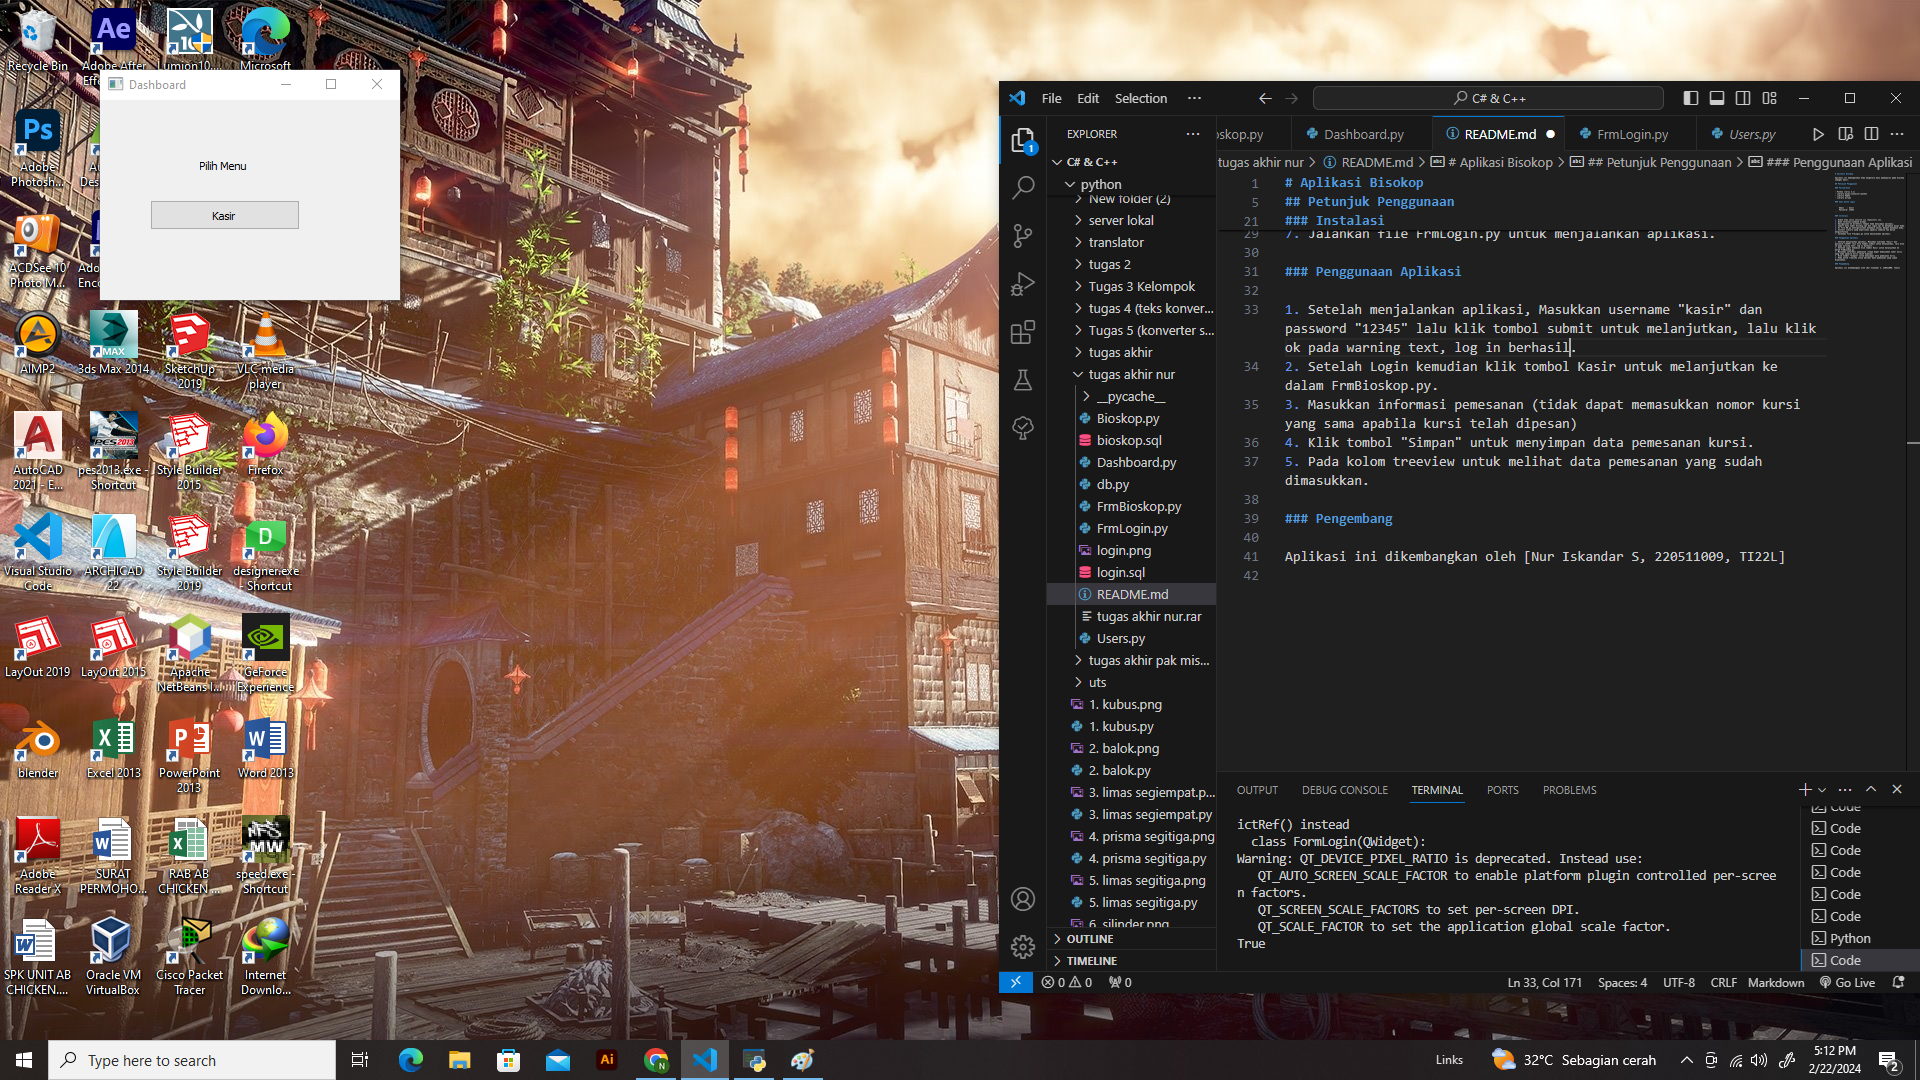 Recycle Bin
Adobe After
Effe
Lumion10....
Microsoft
Ae
Dashboard
Pilih Menu
Kasir
Ps
Adobe
Photosh...
ACDSee 10
Photo M...
AIMP2
MAX
3ds Max 2014
SketchUp
2019
VLC media
player
AutoCAD
2021 - E...
pes2013.exe -
Shortcut
Style Builder
2015
Firefox
Visual Studio
Code
ARCHICAD
22
Style Builder
2019
D
designer.exe
- Shortcut
LayOut 2019
LayOut 2015
Apache
NetBeans I...
GeForce
Experience
blender
Excel 2013
PowerPoint
2013
Word 2013
Adobe
Reader X
SURAT
PERMOHO...
RAB AB
CHICKEN ...
speed.exe -
Shortcut
SPK UNIT AB
CHICKEN....
Oracle VM
VirtualBox
Cisco Packet
Tracer
Internet
Downlo...
File Edit Selection ···
C# & C++
EXPLORER
C# & C++
python
New folder (2)
server lokal
translator
tugas 2
Tugas 3 Kelompok
tugas 4 (teks konver...
Tugas 5 (konverter s...
tugas akhir
tugas akhir nur
__pycache__
Bioskop.py
bioskop.sql
Dashboard.py
db.py
FrmBioskop.py
FrmLogin.py
login.png
login.sql
README.md
tugas akhir nur.rar
Users.py
tugas akhir pak mis...
uts
1. kubus.png
1. kubus.py
2. balok.png
2. balok.py
3. limas segiempat.p...
3. limas segiempat.py
4. prisma segitiga.png
4. prisma segitiga.py
5. limas segitiga.png
5. limas segitiga.py
6. silinder.png
OUTLINE
TIMELINE
oskop.py Dashboard.py README.md FrmLogin.py Users.py
tugas akhir nur > README.md > # Aplikasi Bisokop > ## Petunjuk Penggunaan > ### Penggunaan Aplikasi
1 # Aplikasi Bisokop
5 ## Petunjuk Penggunaan
21 ### Instalasi
29 7. Jalankan file FrmLogin.py untuk menjalankan aplikasi.
30
31 ### Penggunaan Aplikasi
32
33 1. Setelah menjalankan aplikasi, Masukkan username "kasir" dan
password "12345" lalu klik tombol submit untuk melanjutkan, lalu klik
ok pada warning text, log in berhasil.
34 2. Setelah Login kemudian klik tombol Kasir untuk melanjutkan ke
dalam FrmBioskop.py.
35 3. Masukkan informasi pemesanan (tidak dapat memasukkan nomor kursi
yang sama apabila kursi telah dipesan)
36 4. Klik tombol "Simpan" untuk menyimpan data pemesanan kursi.
37 5. Pada kolom treeview untuk melihat data pemesanan yang sudah
dimasukkan.
38
39 ### Pengembang
40
41 Aplikasi ini dikembangkan oleh [Nur Iskandar S, 220511009, TI22L]
42
OUTPUT DEBUG CONSOLE TERMINAL PORTS PROBLEMS
ictRef() instead
class FormLogin(QWidget):
Warning: QT_DEVICE_PIXEL_RATIO is deprecated. Instead use:
QT_AUTO_SCREEN_SCALE_FACTOR to enable platform plugin controlled per-scree
n factors.
QT_SCREEN_SCALE_FACTORS to set per-screen DPI.
QT_SCALE_FACTOR to set the application global scale factor.
True
Code
Code
Code
Code
Code
Code
Python
Code
0 0 0 Ln 33, Col 171 Spaces: 4 UTF-8 CRLF Markdown Go Live
Type here to search
Ai
N
Links
32°C Sebagian cerah
5:12 PM
2/22/2024
2